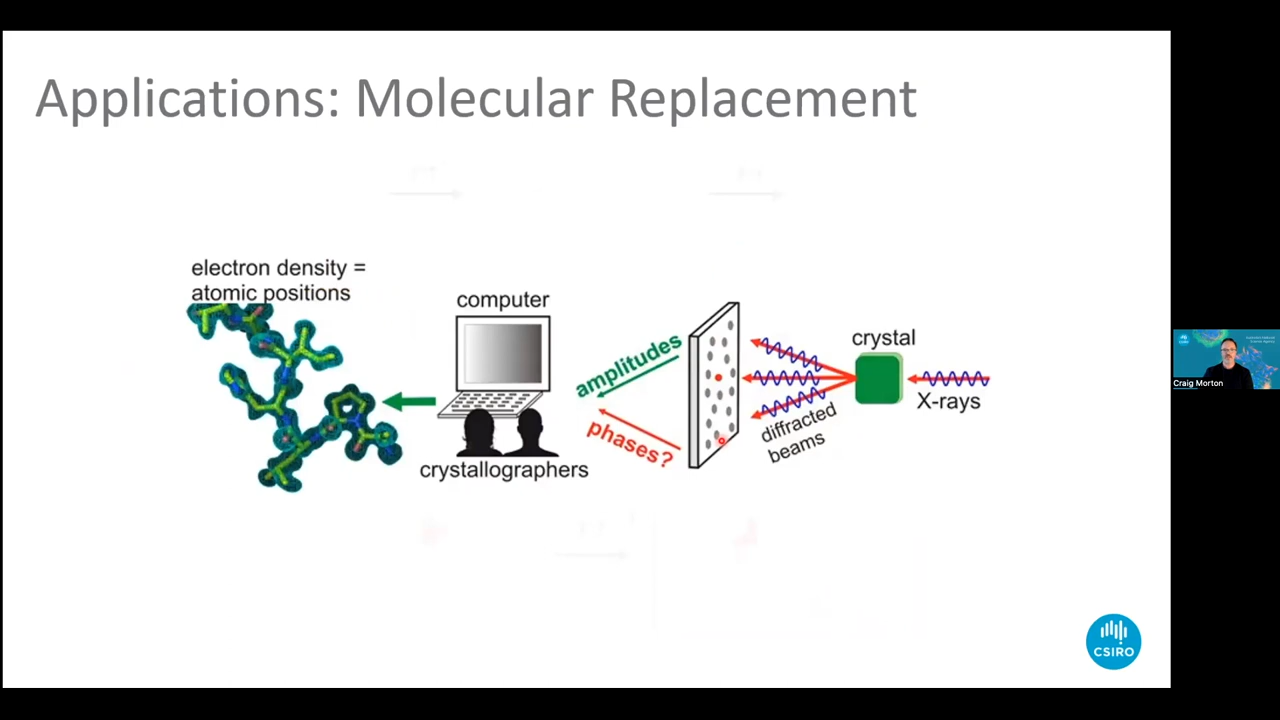 Applications: Molecular Replacement
electron density =
atomic positions
computer
crystallographers
amplitudes
phases?
diffracted
beams
crystal
X-rays
CSIRO
Craig Morton